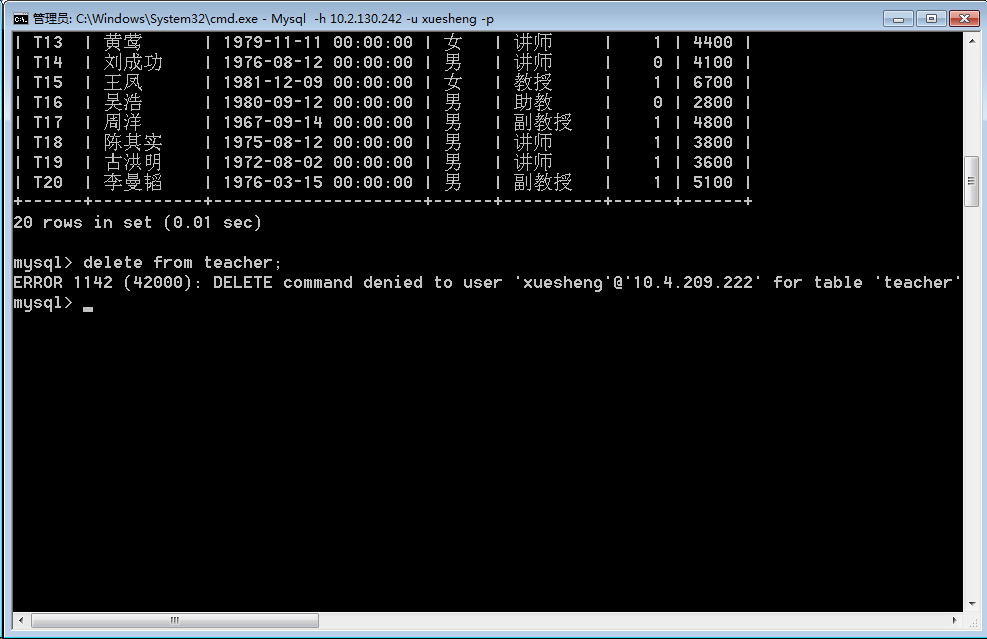 管理员: C:\Windows\System32\cmd.exe - Mysql  -h 10.2.130.242 -u xuesheng -p
| T13  | 黄莺      | 1979-11-11 00:00:00 | 女   | 讲师     |    1 | 4400 |
| T14  | 刘成功    | 1976-08-12 00:00:00 | 男   | 讲师     |    0 | 4100 |
| T15  | 王凤      | 1981-12-09 00:00:00 | 女   | 教授     |    1 | 6700 |
| T16  | 吴浩      | 1980-09-12 00:00:00 | 男   | 助教     |    0 | 2800 |
| T17  | 周洋      | 1967-09-14 00:00:00 | 男   | 副教授   |    1 | 4800 |
| T18  | 陈其实    | 1975-08-12 00:00:00 | 男   | 讲师     |    1 | 3800 |
| T19  | 古洪明    | 1972-08-02 00:00:00 | 男   | 讲师     |    1 | 3600 |
| T20  | 李曼韬    | 1976-03-15 00:00:00 | 男   | 副教授   |    1 | 5100 |
+------+-----------+---------------------+------+----------+------+------+
20 rows in set (0.01 sec)
mysql> delete from teacher;
ERROR 1142 (42000): DELETE command denied to user 'xuesheng'@'10.4.209.222' for table 'teacher'
mysql> _